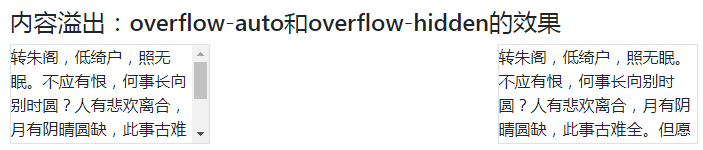 内容溢出：overflow-auto和overflow-hidden的效果
转朱阁，低绮户，照无
眠。不应有恨，何事长向
别时圆？人有悲欢离合，
月有阴晴圆缺，此事古难
转朱阁，低绮户，照无眠。
不应有恨，何事长向别时
圆？人有悲欢离合，月有阴
晴圆缺，此事古难全。但愿